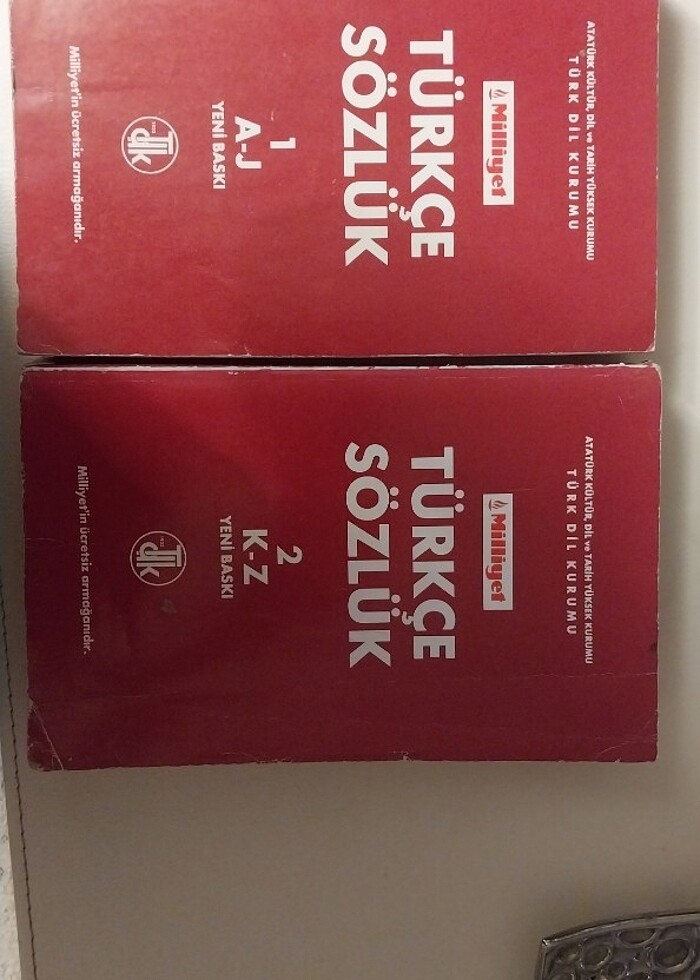 ATATÜRK KÜLTÜR, DİL ve TARİH YÜKSEK KURUMU
TÜRK DİL KURUMU
Milliyet
TÜRKÇE
SÖZLÜK
1
A-J
YENİ BASKI
TDK
Milliyet'in ücretsiz armağanıdır.
ATATÜRK KÜLTÜR, DİL ve TARİH YÜKSEK KURUMU
TÜRK DİL KURUMU
Milliyet
TÜRKÇE
SÖZLÜK
2
K-Z
YENİ BASKI
TDK
Milliyet'in ücretsiz armağanıdır.